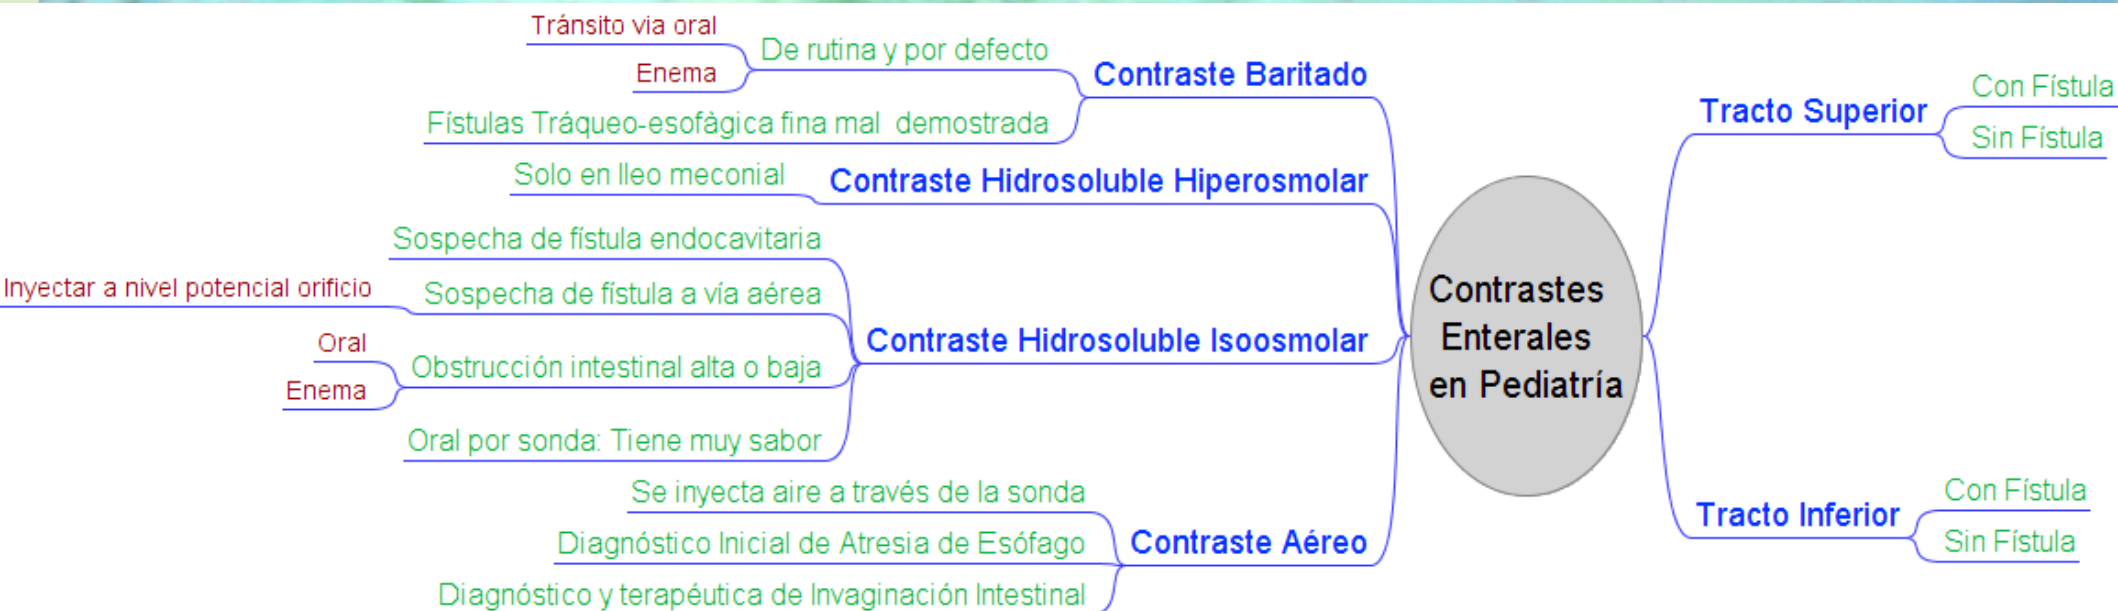 Tránsito via oral
Enema
De rutina y por defecto
Fístulas Tráqueo-esofàgica fina mal demostrada
Contraste Baritado
Solo en Ileo meconial
Contraste Hidrosoluble Hiperosmolar
Sospecha de fístula endocavitaria
Inyectar a nivel potencial orificio
Sospecha de fístula a vía aérea
Oral
Enema
Obstrucción intestinal alta o baja
Oral por sonda: Tiene muy sabor
Contraste Hidrosoluble Isoosmolar
Se inyecta aire a través de la sonda
Diagnóstico Inicial de Atresia de Esófago
Diagnóstico y terapéutica de Invaginación Intestinal
Contraste Aéreo
Contrastes
Enterales
en Pediatría
Tracto Superior
Con Fístula
Sin Fístula
Tracto Inferior
Con Fístula
Sin Fístula